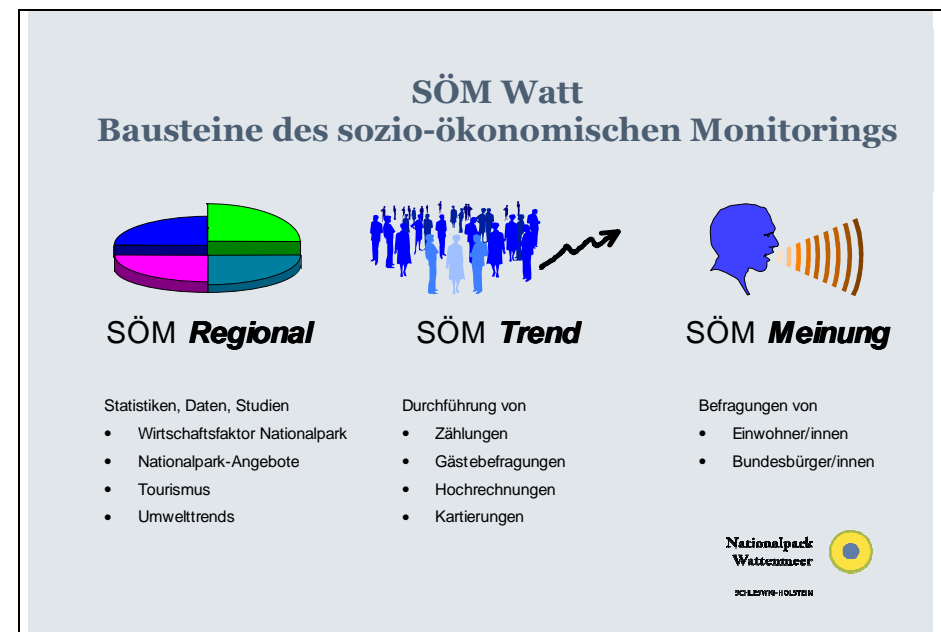 SÖM Watt
Bausteine des sozio-ökonomischen Monitorings
SÖM Regional
Statistiken, Daten, Studien
• Wirtschaftsfaktor Nationalpark
• Nationalpark-Angebote
• Tourismus
• Umwelttrends
SÖM Trend
Durchführung von
• Zählungen
• Gästebefragungen
• Hochrechnungen
• Kartierungen
SÖM Meinung
Befragungen von
• Einwohner/innen
• Bundesbürger/innen
Nationalpark
Wattenmeer
SCHLESWIG-HOLSTEIN